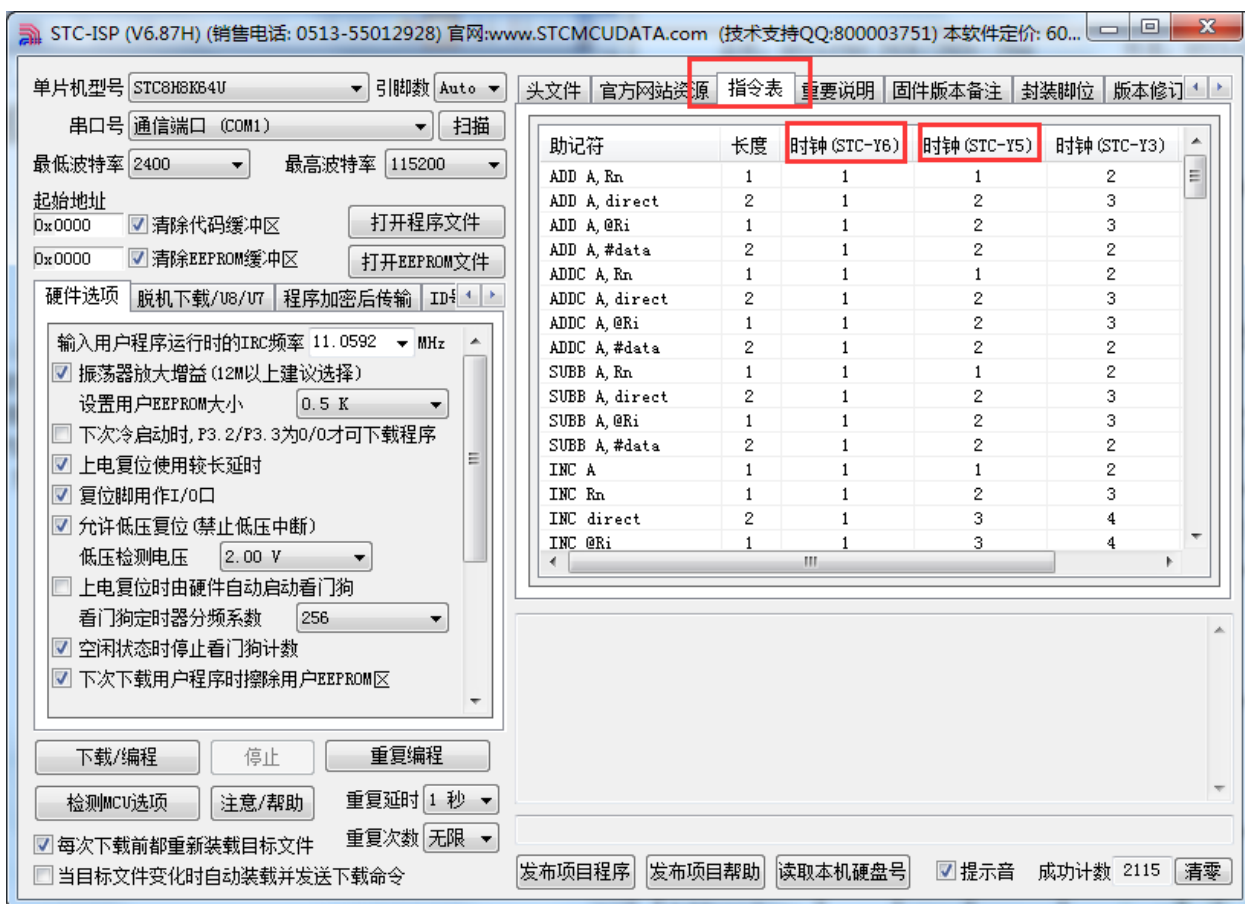 STC-ISP (V6.87H) (销售电话: 0513-55012928) 官网:www.STCMCUDATA.com (技术支持QQ:800003751) 本软件定价: 60...
单片机型号 STC8H8K64U 引脚数 Auto
串口号 通信端口 (COM1) 扫描
最低波特率 2400 最高波特率 115200
起始地址
0x0000 清除代码缓冲区 打开程序文件
0x0000 清除EEPROM缓冲区 打开EEPROM文件
硬件选项 脱机下载/U8/U7 程序加密后传输
输入用户程序运行时的IRC频率 11.0592 MHz
振荡器放大增益(12M以上建议选择)
设置用户EEPROM大小 0.5 K
下次冷启动时,P3.2/P3.3为0/0才可下载程序
上电复位使用较长延时
复位脚用作I/O口
允许低压复位(禁止低压中断)
低压检测电压 2.00 V
上电复位时由硬件自动启动看门狗
看门狗定时器分频系数 256
空闲状态时停止看门狗计数
下次下载用户程序时擦除用户EEPROM区
下载/编程 停止 重复编程
检测MCU选项 注意/帮助 重复延时 1 秒
每次下载前都重新装载目标文件 重复次数 无限
当目标文件变化时自动装载并发送下载命令
头文件 官方网站资源 指令表 重要说明 固件版本备注 封装脚位 版本修订
助记符 长度 时钟(STC-Y6) 时钟(STC-Y5) 时钟(STC-Y3)
ADD A,Rn 1 1 1 2
ADD A,direct 2 1 2 3
ADD A,@Ri 1 1 2 3
ADD A,#data 2 1 2 2
ADDC A,Rn 1 1 1 2
ADDC A,direct 2 1 2 3
ADDC A,@Ri 1 1 2 3
ADDC A,#data 2 1 2 2
SUBB A,Rn 1 1 1 2
SUBB A,direct 2 1 2 3
SUBB A,@Ri 1 1 2 3
SUBB A,#data 2 1 2 2
INC A 1 1 1 2
INC Rn 1 1 2 3
INC direct 2 1 3 4
INC @Ri 1 1 3 4
发布项目程序 发布项目帮助 读取本机硬盘号 提示音 成功计数 2115 清零